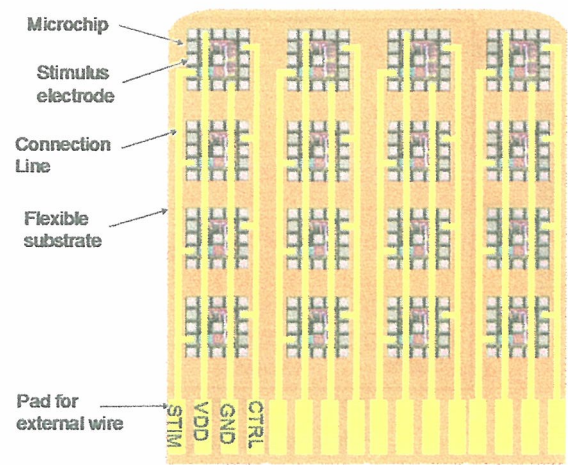 Microchip
Stimulus
electrode
Connection
Line
Flexible
substrate
Pad for
external wire
STIM
VDD
GND
CTRL